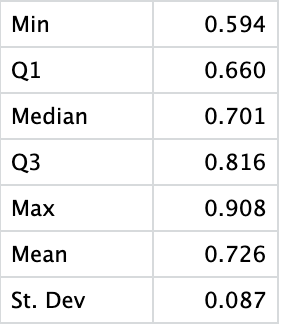 Min 0.594
Q1 0.660
Median 0.701
Q3 0.816
Max 0.908
Mean 0.726
St. Dev 0.087